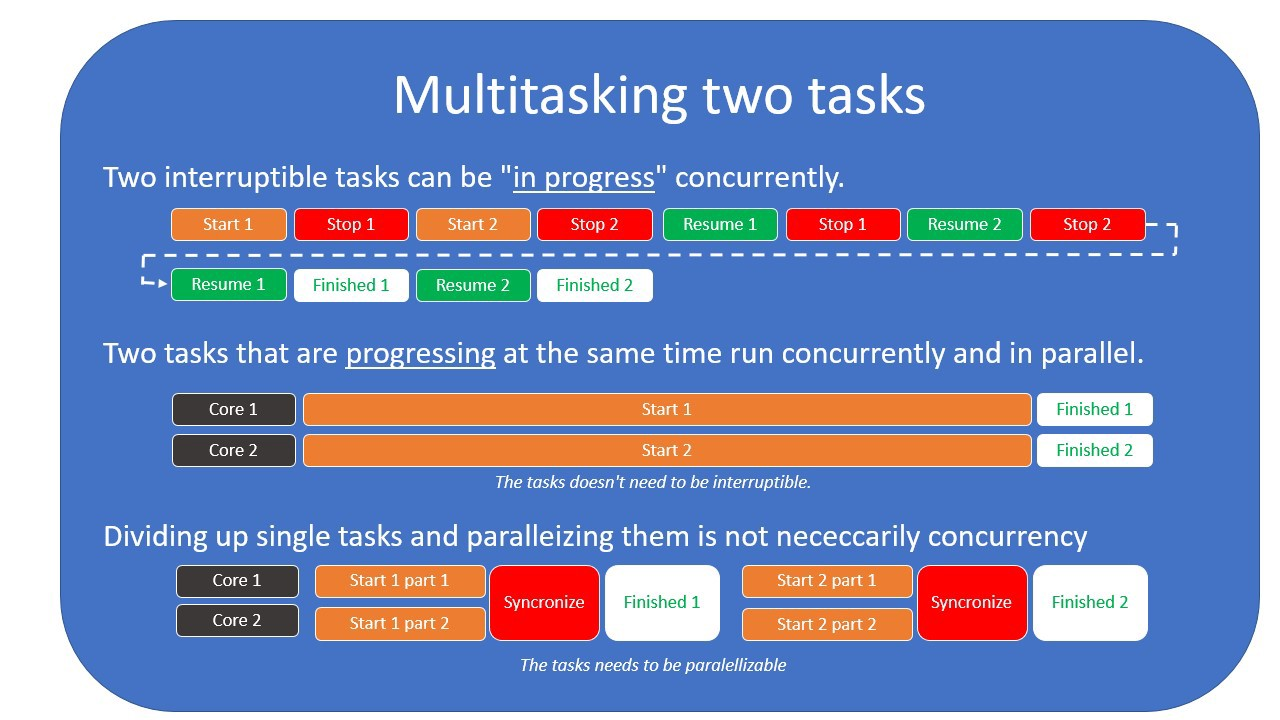 Multitasking two tasks
Two interruptible tasks can be "in progress" concurrently.
Start 1 Stop 1 Start 2 Stop 2 Resume 1 Stop 1 Resume 2 Stop 2
Resume 1 Finished 1 Resume 2 Finished 2
Two tasks that are progressing at the same time run concurrently and in parallel.
Core 1 Start 1 Finished 1
Core 2 Start 2 Finished 2
The tasks doesn't need to be interruptible.
Dividing up single tasks and paralleizing them is not nececcarily concurrency
Core 1 Start 1 part 1 Start 2 part 1
Syncronize Finished 1 Syncronize Finished 2
Core 2 Start 1 part 2 Start 2 part 2
The tasks needs to be paralellizable